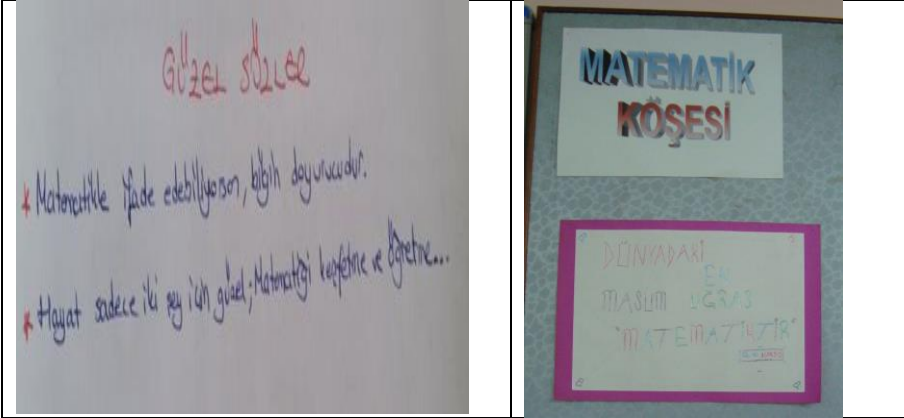 GÜZEL SÖZLER
* Matematikle ifade edebiliyorsan, bilgin doyurucudur.
* Hayat sadece iki şey için güzel; Matematiği keşfetme ve öğretme...
MATEMATİK
KÖŞESİ
DÜNYADAKİ
EN
MASUM UĞRAŞ
"MATEMATİKTİR"